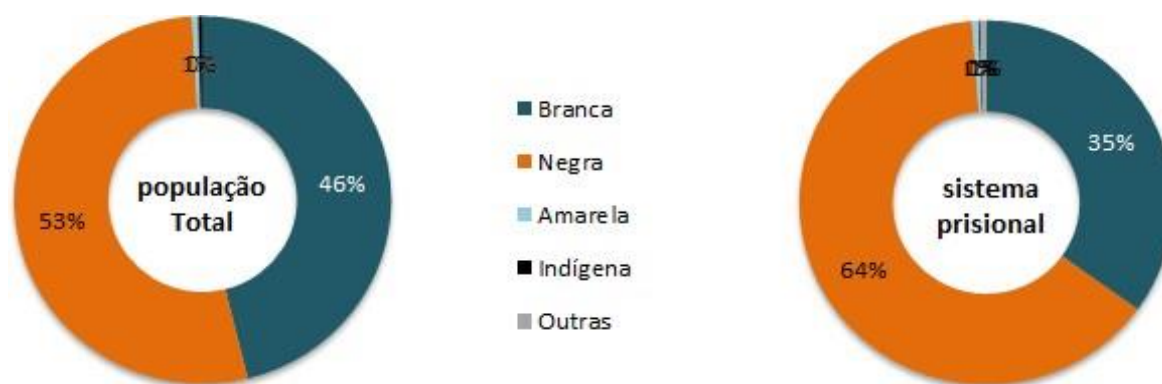 46%
53%
população
Total
Branca
Negra
Amarela
Indígena
Outras
35%
64%
sistema
prisional